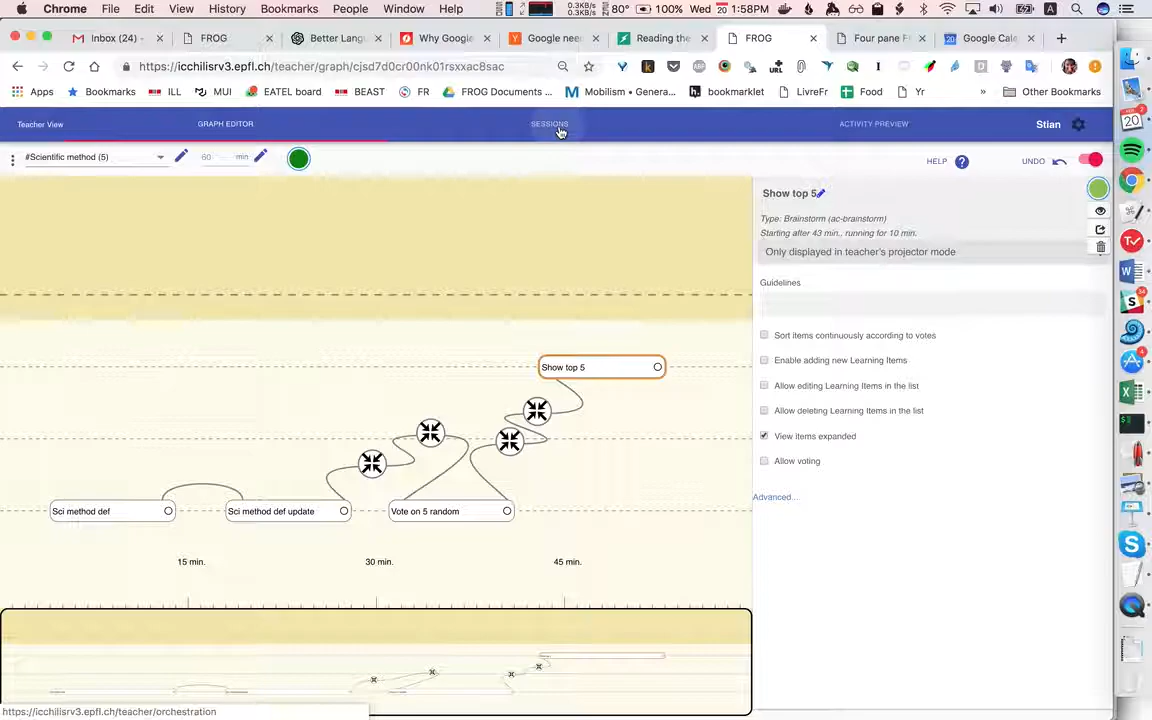 Chrome File Edit View History Bookmarks People Window Help 0.3KB/s 0.3KB/s 80° 100% Wed 20 1:58PM
Inbox (24) - FROG Better Lang Why Google Google nee Reading the FROG Four pane F Google Cale
https://icchilisrv3.epfl.ch/teacher/graph/cjsd7d0cr00nk01rsxxac8sac
Apps Bookmarks ILL MUI EATEL board BEAST FR FROG Documents ... Mobilism - Genera... bookmarklet LivreFr Food Yr » Other Bookmarks
Teacher View GRAPH EDITOR SESSIONS ACTIVITY PREVIEW Stian
#Scientific method (5) 60 min HELP ? UNDO
Show top 5
Type: Brainstorm (ac-brainstorm)
Starting after 43 min., running for 10 min.
Only displayed in teacher's projector mode
Guidelines
Sort items continuously according to votes
Enable adding new Learning Items
Allow editing Learning Items in the list
Allow deleting Learning Items in the list
View items expanded
Allow voting
Advanced...
Show top 5
Sci method def Sci method def update Vote on 5 random
15 min. 30 min. 45 min.
https://icchilisrv3.epfl.ch/teacher/orchestration